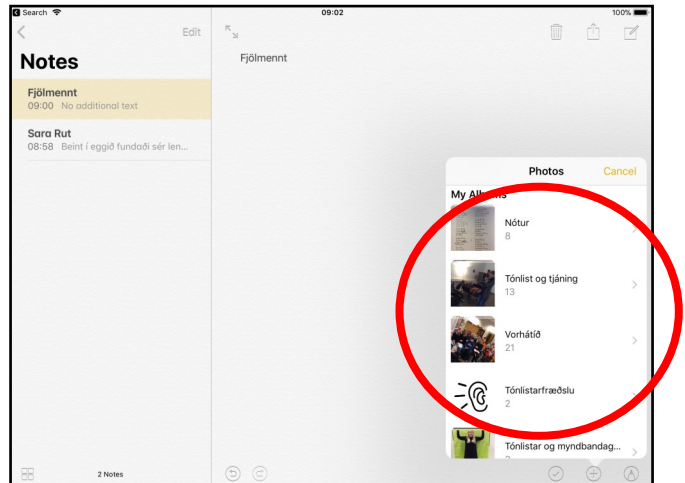 Search
09:02
100%
Edit
Notes
Fjölmennt
09:00 No additional text
Sara Rut
08:58 Beint í eggið fundaði sér len...
2 Notes
Fjölmennt
Photos
Cancel
My Albums
Nótur
8
Tónlist og tjáning
13
Vorhátíð
21
Tónlistarfræðslu
2
Tónlistar og myndbandag...